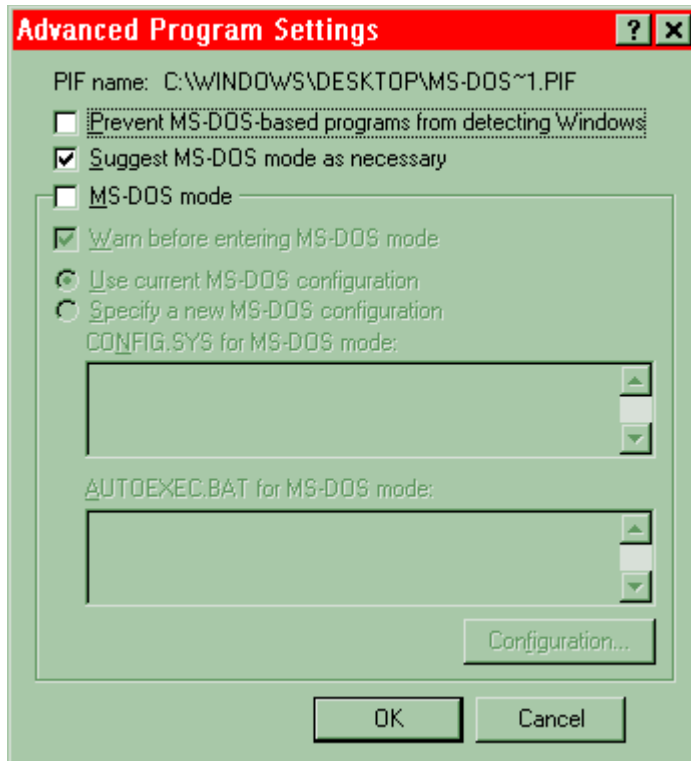 Advanced Program Settings
PIF name: C:\WINDOWS\DESKTOP\MS-DOS~1.PIF
Prevent MS-DOS-based programs from detecting Windows
Suggest MS-DOS mode as necessary
MS-DOS mode
Warn before entering MS-DOS mode
Use current MS-DOS configuration
Specify a new MS-DOS configuration
CONFIG.SYS for MS-DOS mode:
AUTOEXEC.BAT for MS-DOS mode:
Configuration...
OK Cancel